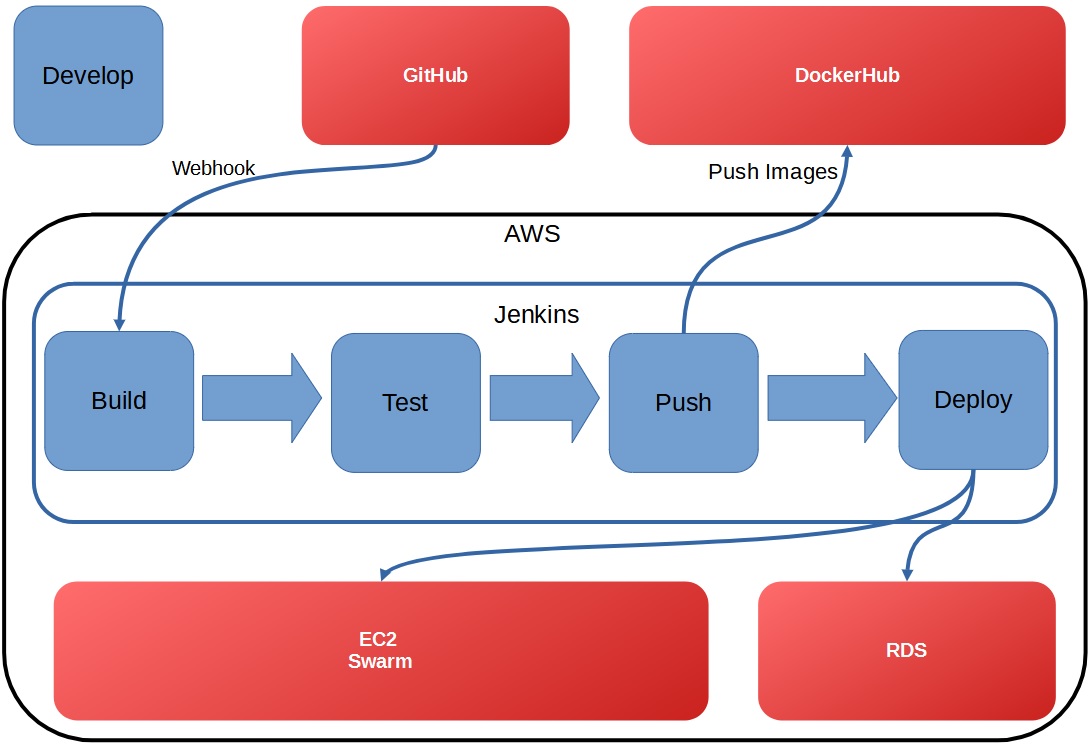 Develop
GitHub
DockerHub
Webhook
Push Images
AWS
Jenkins
Build
Test
Push
Deploy
EC2
Swarm
RDS